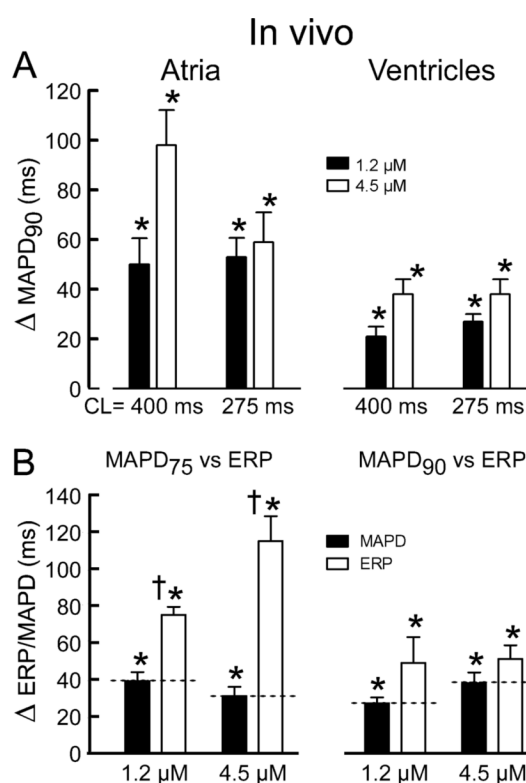 In vivo
A Atria Ventricles
Δ MAPD90 (ms)
120
100
80
60
40
20
0
* * * *
* * * *
1.2 μM
4.5 μM
CL= 400 ms 275 ms 400 ms 275 ms
B MAPD75 vs ERP MAPD90 vs ERP
Δ ERP/MAPD (ms)
140
120
100
80
60
40
20
0
* †* * †*
* * * *
MAPD
ERP
1.2 μM 4.5 μM 1.2 μM 4.5 μM